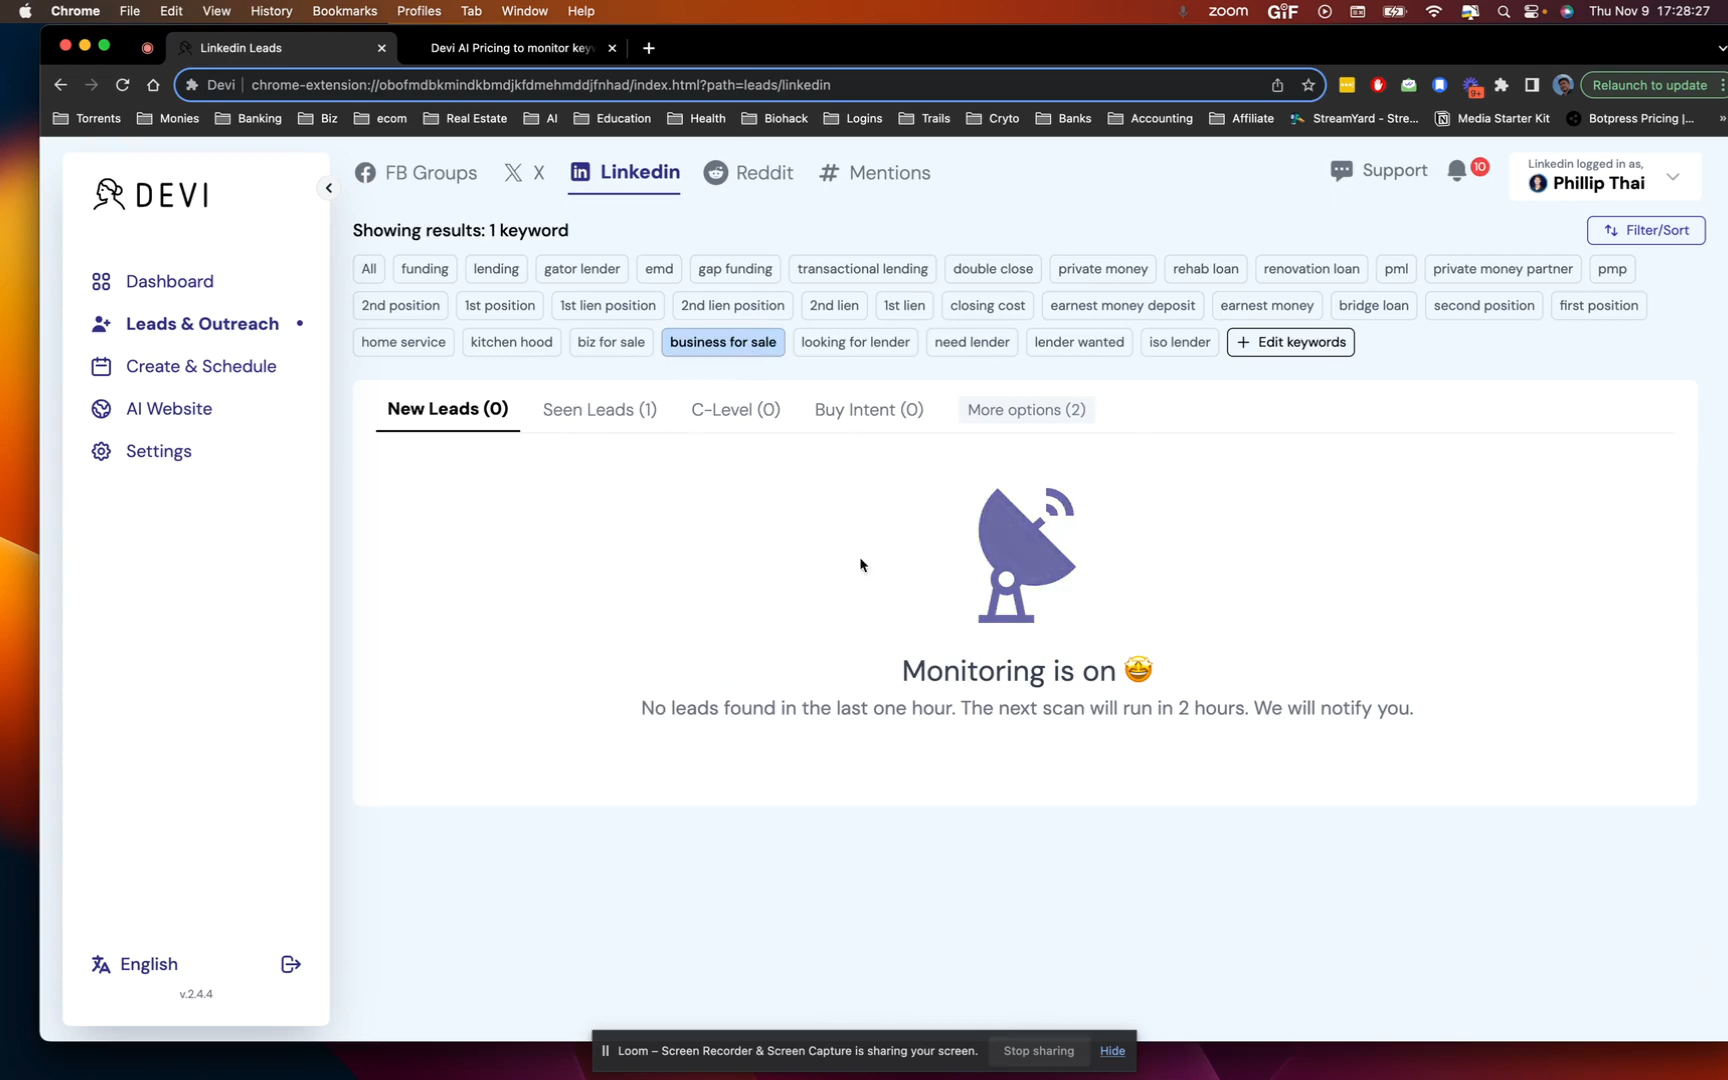 Chrome File Edit View History Bookmarks Profiles Tab Window Help zoom GiF Thu Nov 9 17:28:27
Linkedin Leads Devi AI Pricing to monitor key
Devi chrome-extension://obofmdbkmindkbmdjkfdmehmddjfnhad/index.html?path=leads/linkedin 9+ Relaunch to update
Torrents Monies Banking Biz ecom Real Estate AI Education Health Biohack Logins Trails Cryto Banks Accounting Affiliate StreamYard - Stre... Media Starter Kit Botpress Pricing |... »
DEVI
Dashboard
Leads & Outreach
Create & Schedule
AI Website
Settings
English
v.2.4.4
FB Groups X Linkedin Reddit Mentions Support 10
Linkedin logged in as,
Phillip Thai
Showing results: 1 keyword Filter/Sort
All funding lending gator lender emd gap funding transactional lending double close private money rehab loan renovation loan pml private money partner pmp
2nd position 1st position 1st lien position 2nd lien position 2nd lien 1st lien closing cost earnest money deposit earnest money bridge loan second position first position
home service kitchen hood biz for sale business for sale looking for lender need lender lender wanted iso lender + Edit keywords
New Leads (0) Seen Leads (1) C-Level (0) Buy Intent (0) More options (2)
Monitoring is on 🤩
No leads found in the last one hour. The next scan will run in 2 hours. We will notify you.
Loom – Screen Recorder & Screen Capture is sharing your screen. Stop sharing Hide